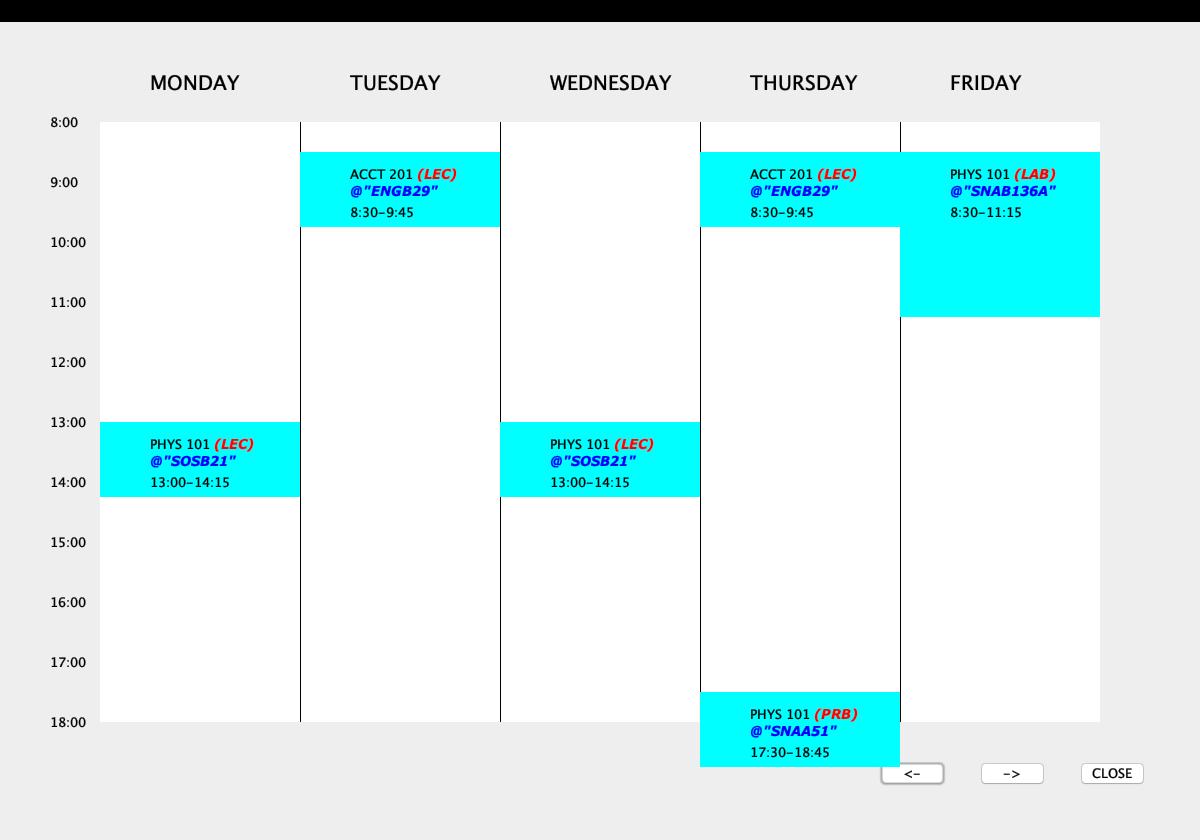 MONDAY TUESDAY WEDNESDAY THURSDAY FRIDAY
8:00
ACCT 201 (LEC) ACCT 201 (LEC) PHYS 101 (LAB)
9:00 @"ENGB29" @"ENGB29" @"SNAB136A"
8:30-9:45 8:30-9:45 8:30-11:15
10:00
11:00
12:00
13:00
PHYS 101 (LEC) PHYS 101 (LEC)
@"SOSB21" @"SOSB21"
14:00 13:00-14:15 13:00-14:15
15:00
16:00
17:00
18:00 PHYS 101 (PRB)
@"SNAA51"
17:30-18:45
<- -> CLOSE